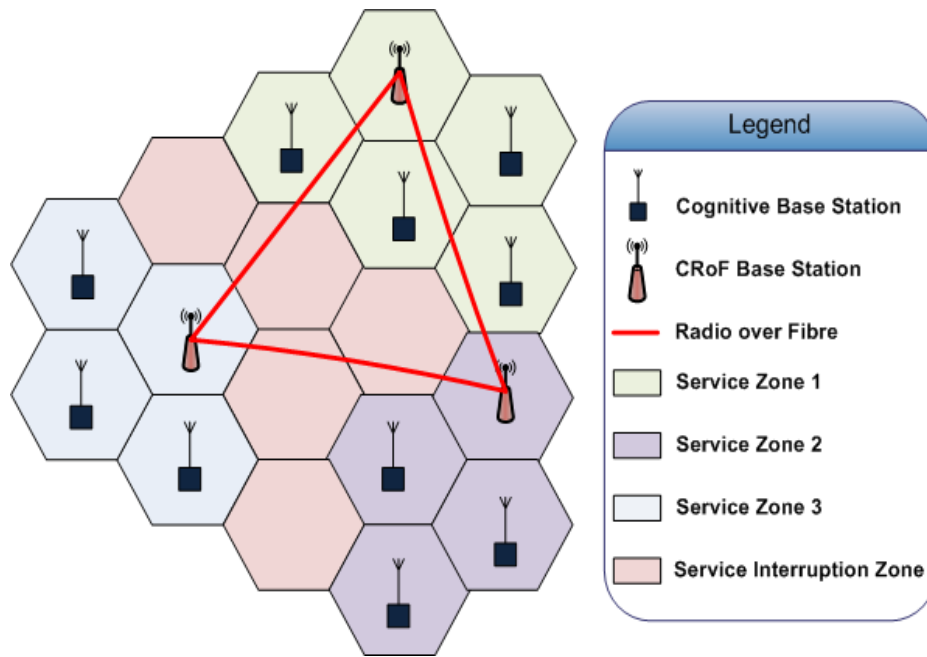 Legend
Cognitive Base Station
CRoF Base Station
Radio over Fibre
Service Zone 1
Service Zone 2
Service Zone 3
Service Interruption Zone